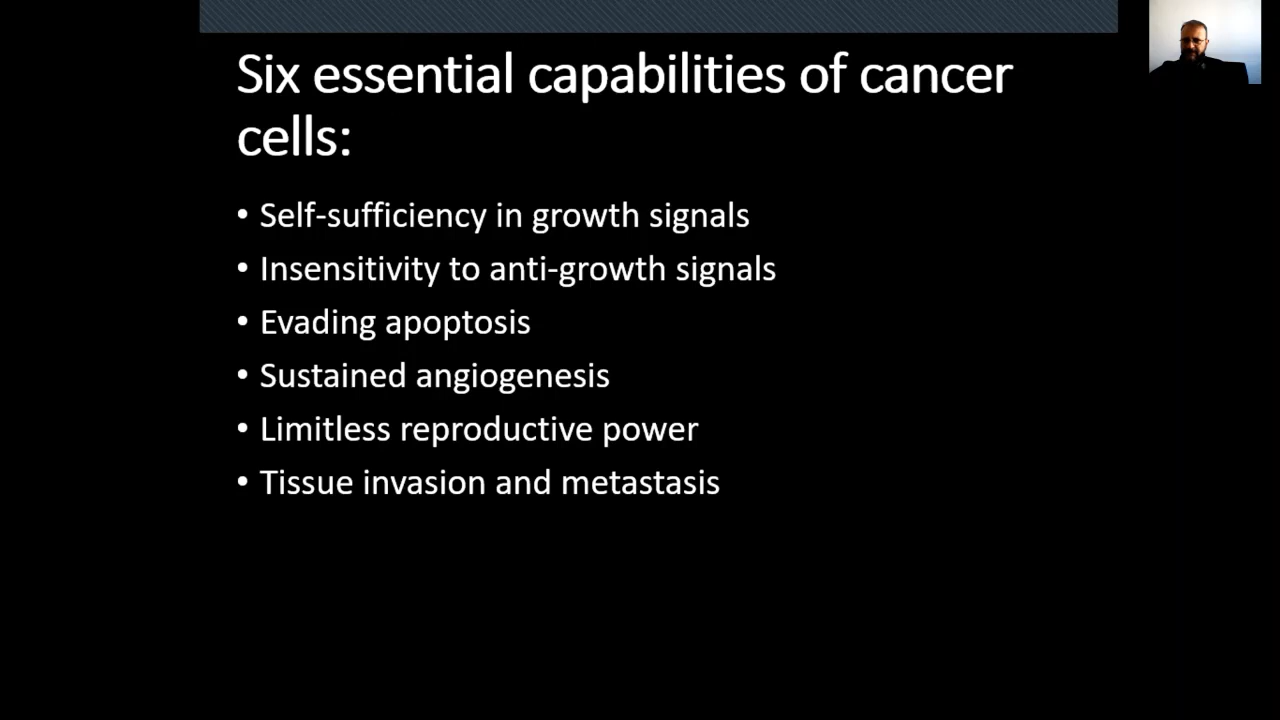 Six essential capabilities of cancer
cells:
• Self-sufficiency in growth signals
• Insensitivity to anti-growth signals
• Evading apoptosis
• Sustained angiogenesis
• Limitless reproductive power
• Tissue invasion and metastasis